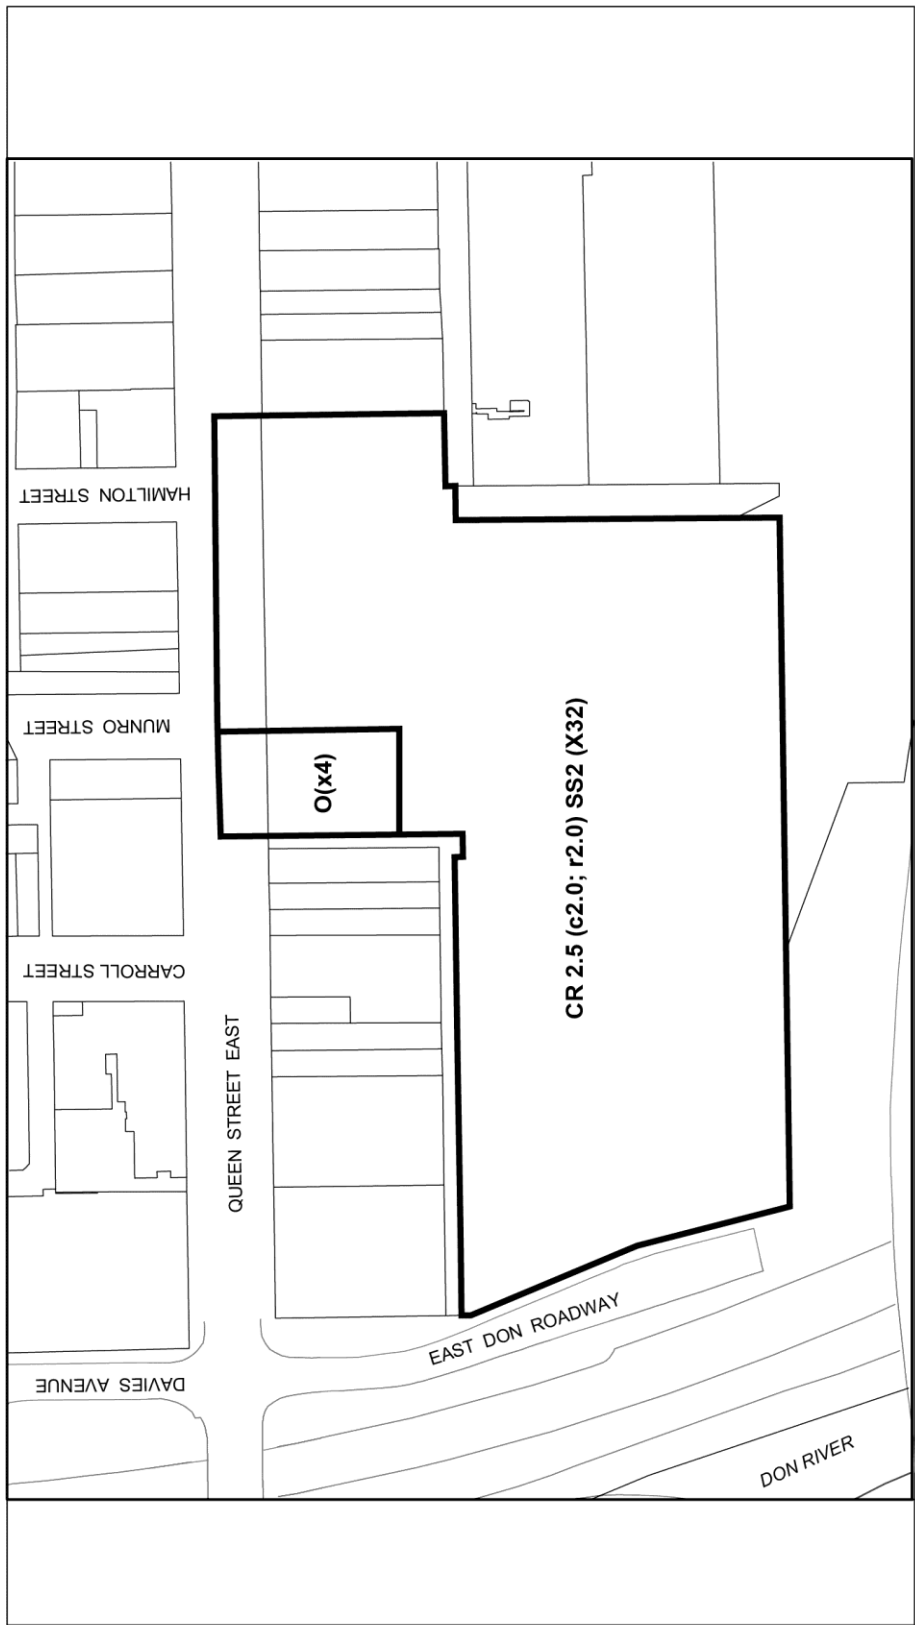 HAMILTON STREET
MUNRO STREET
O(x4)
CR 2.5 (c2.0; r2.0) SS2 (X32)
CARROLL STREET
QUEEN STREET EAST
EAST DON ROADWAY
DAVIES AVENUE
DON RIVER